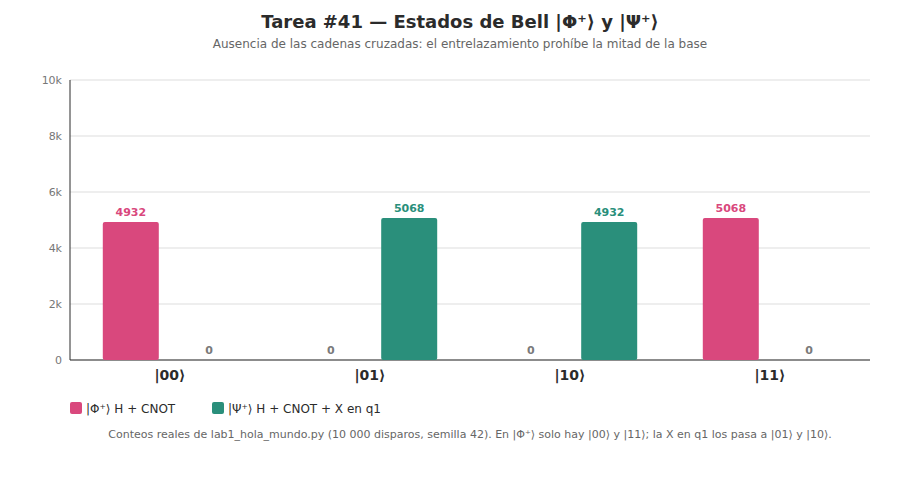 Tarea #41 — Estados de Bell |Φ⁺⟩ y |Ψ⁺⟩
Ausencia de las cadenas cruzadas: el entrelazamiento prohíbe la mitad de la base
10k
8k
6k
4k
2k
0
4932
0
0
5068
0
4932
5068
0
|00⟩
|01⟩
|10⟩
|11⟩
|Φ⁺⟩ H + CNOT
|Ψ⁺⟩ H + CNOT + X en q1
Conteos reales de lab1_hola_mundo.py (10 000 disparos, semilla 42). En |Φ⁺⟩ solo hay |00⟩ y |11⟩; la X en q1 los pasa a |01⟩ y |10⟩.